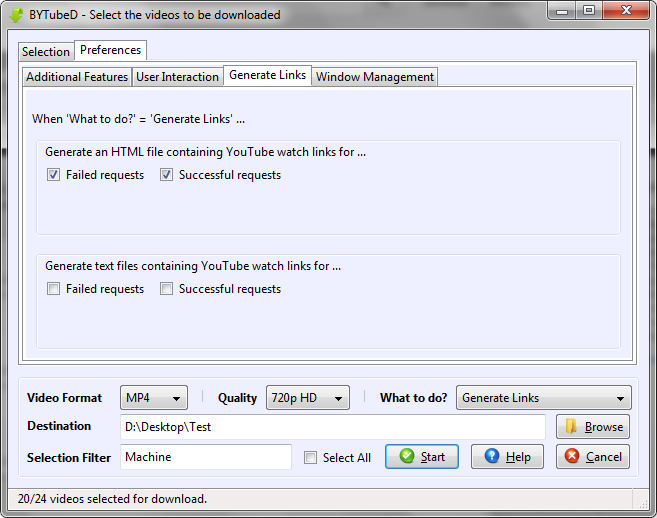 BYTubeD - Select the videos to be downloaded
Selection Preferences
Additional Features User Interaction Generate Links Window Management
When 'What to do?' = 'Generate Links' ...
Generate an HTML file containing YouTube watch links for ...
Failed requests Successful requests
Generate text files containing YouTube watch links for ...
Failed requests Successful requests
Video Format MP4 Quality 720p HD What to do? Generate Links
Destination D:\Desktop\Test Browse
Selection Filter Machine Select All Start Help Cancel
20/24 videos selected for download.